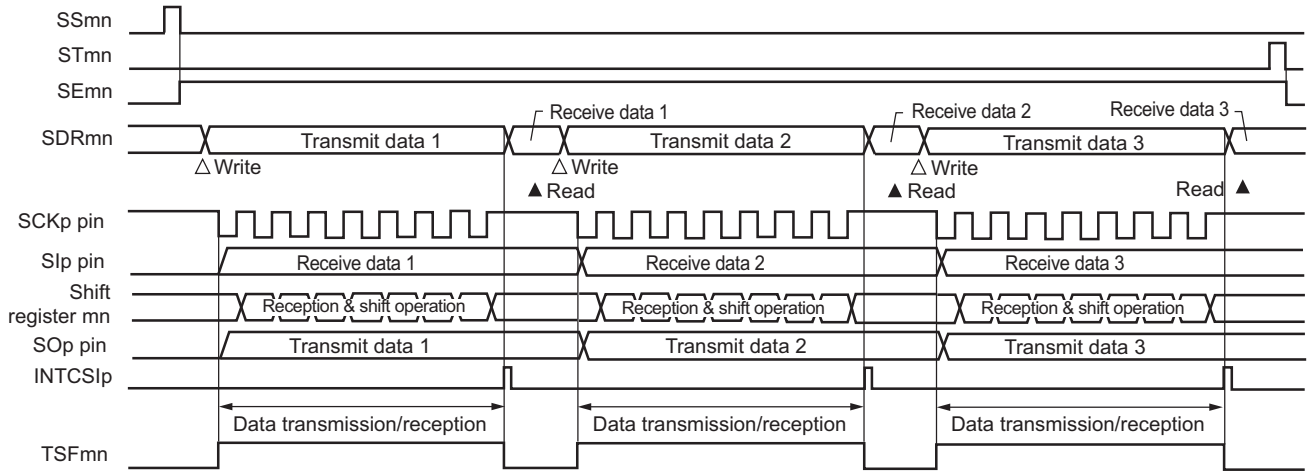 SSmn
STmn
SEmn
Receive data 1
Receive data 2
Receive data 3
SDRmn
Transmit data 1
Transmit data 2
Transmit data 3
△ Write
△ Write
△ Write
▲ Read
▲ Read
Read ▲
SCKp pin
SIp pin
Receive data 1
Receive data 2
Receive data 3
Shift
register mn
Reception & shift operation
Reception & shift operation
Reception & shift operation
SOp pin
Transmit data 1
Transmit data 2
Transmit data 3
INTCSIp
Data transmission/reception
Data transmission/reception
Data transmission/reception
TSFmn